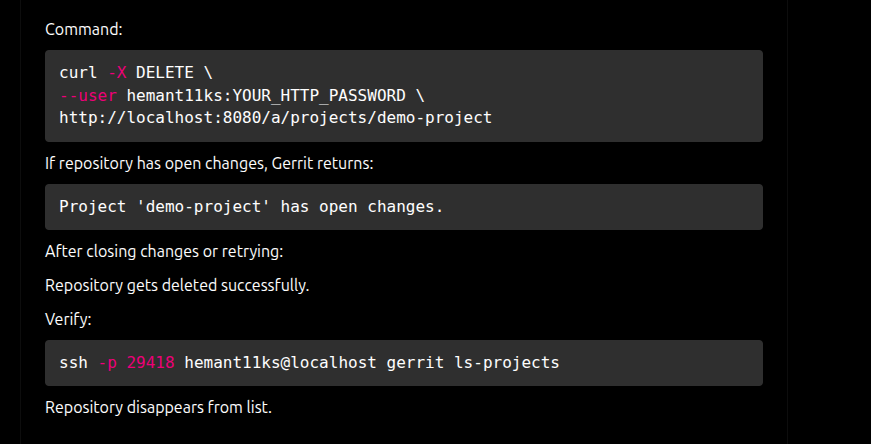 Command:
curl -X DELETE \
--user hemant11ks:YOUR_HTTP_PASSWORD \
http://localhost:8080/a/projects/demo-project
If repository has open changes, Gerrit returns:
Project 'demo-project' has open changes.
After closing changes or retrying:
Repository gets deleted successfully.
Verify:
ssh -p 29418 hemant11ks@localhost gerrit ls-projects
Repository disappears from list.